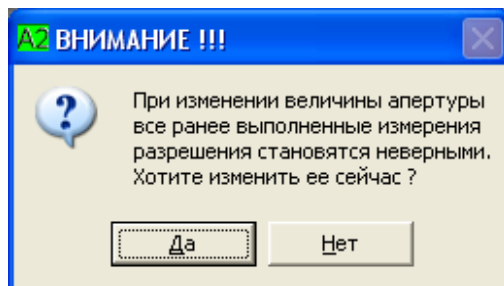 A2 ВНИМАНИЕ !!!
При изменении величины апертуры
все ранее выполненные измерения
разрешения становятся неверными.
Хотите изменить ее сейчас ?
Да
Нет